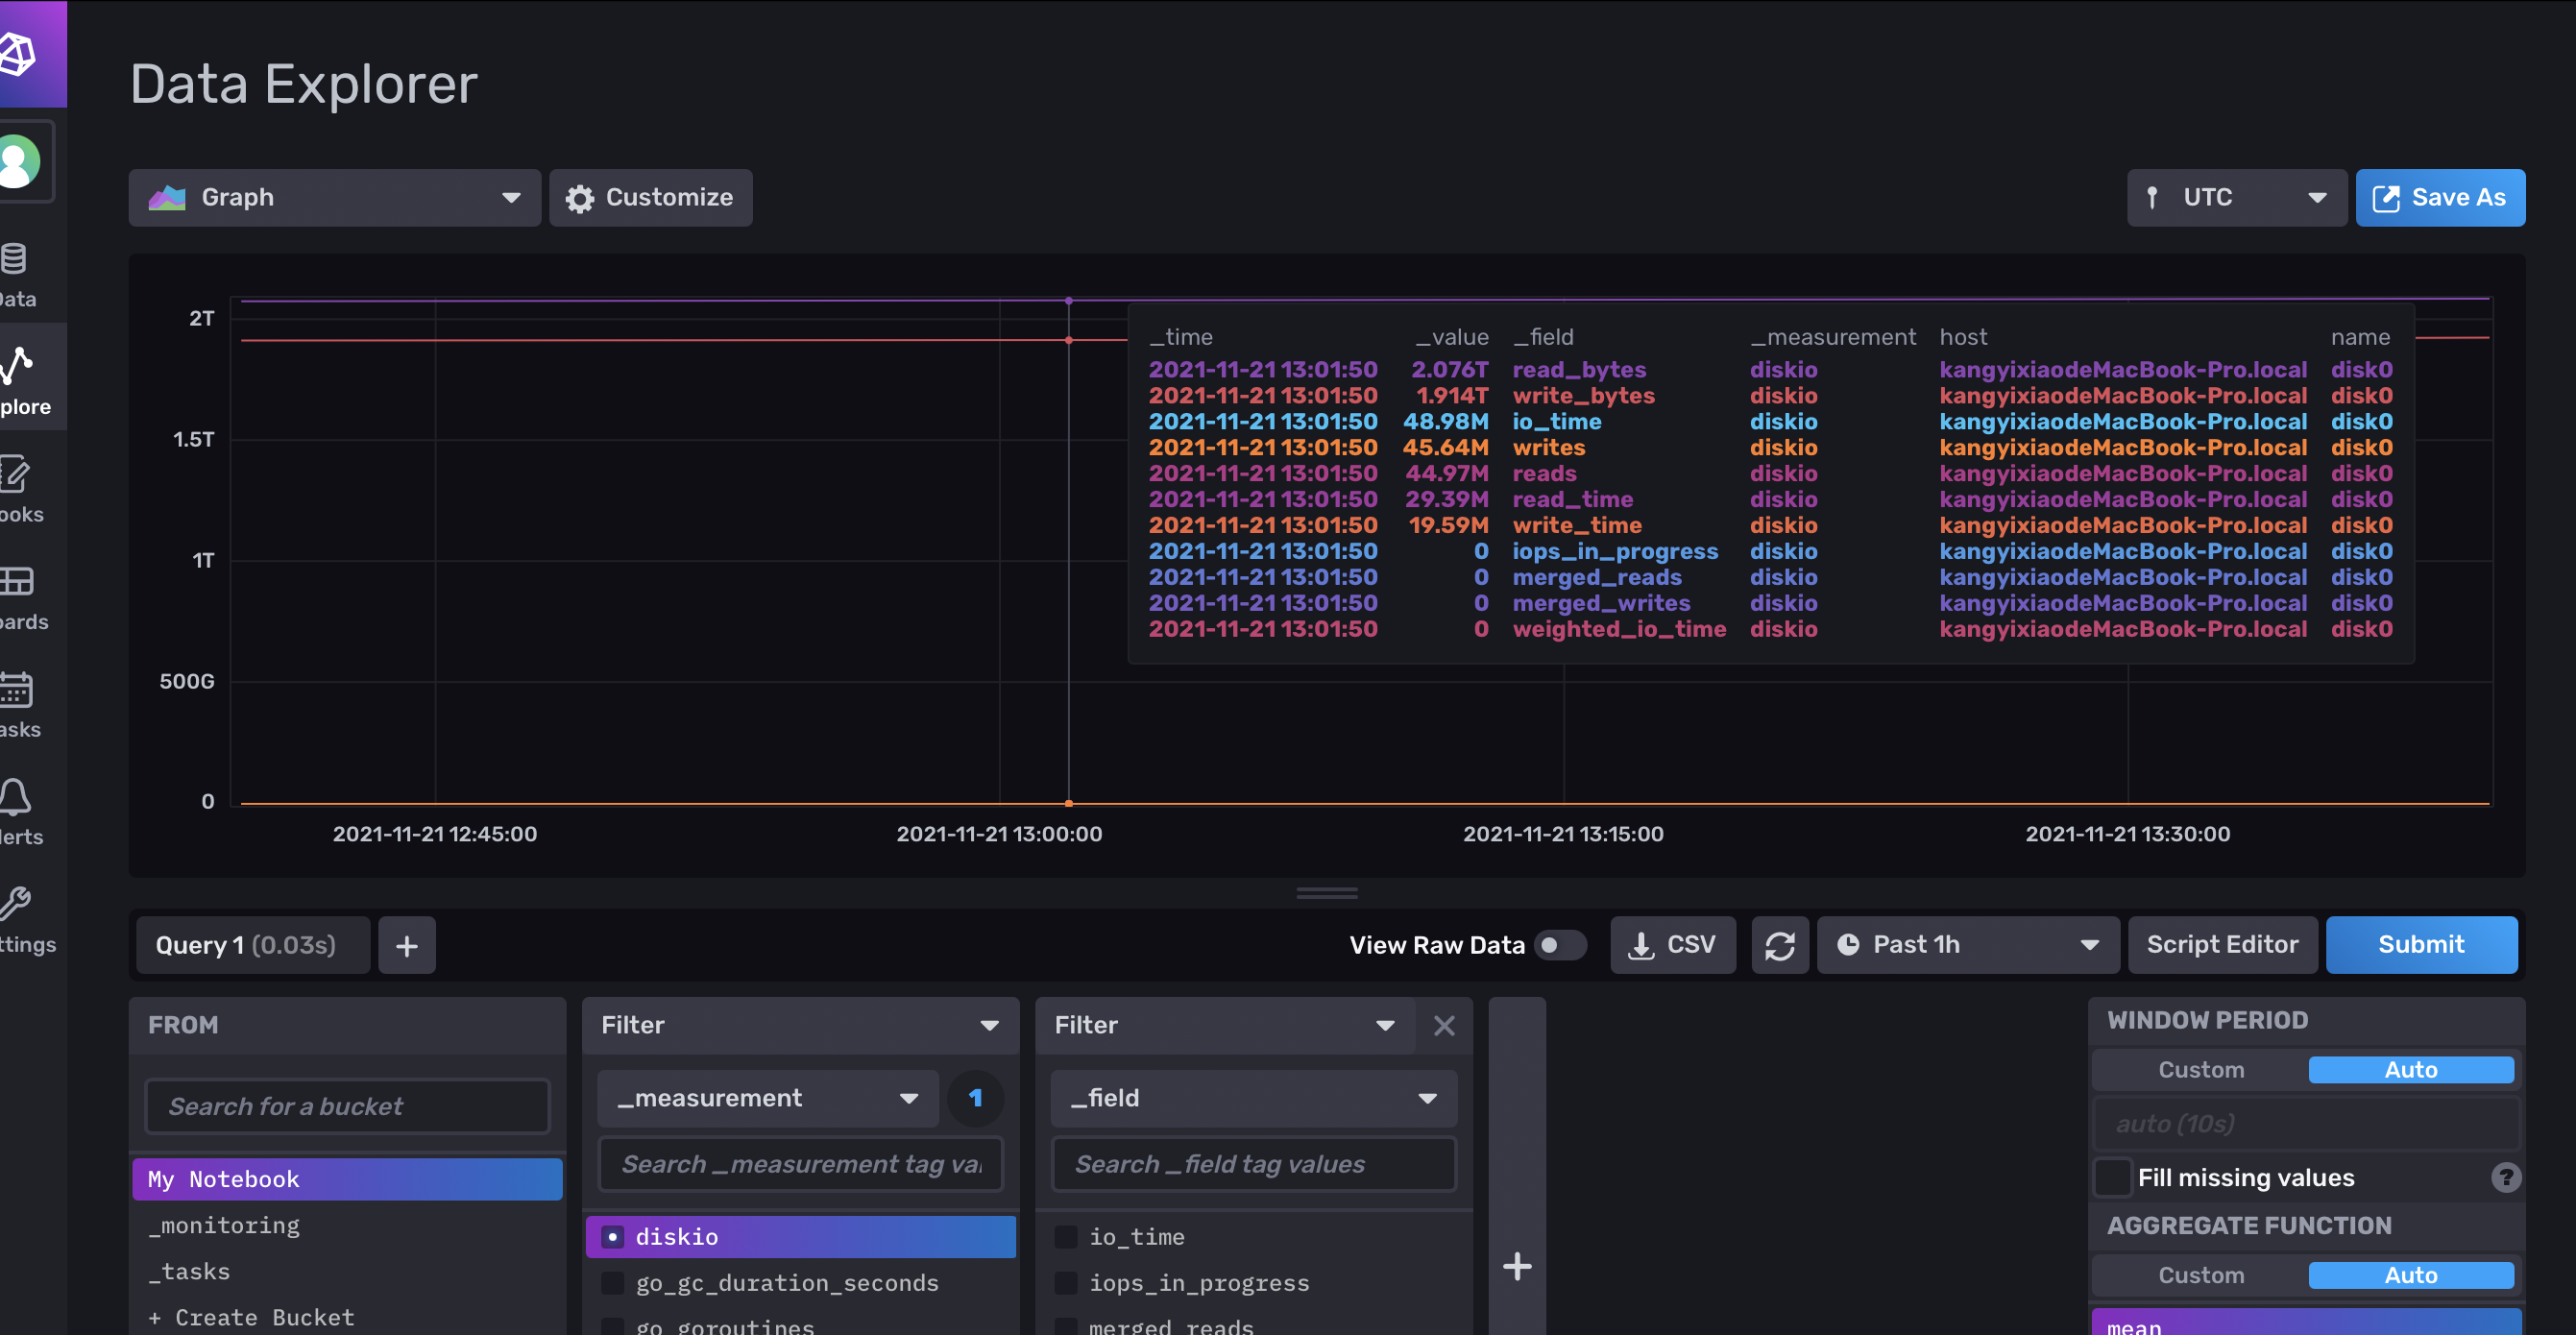 Data Explorer
Graph
Customize
UTC
Save As
Data
plore
ooks
oards
asks
lerts
ttings
2T
1.5T
1T
500G
0
2021-11-21 12:45:00
2021-11-21 13:00:00
2021-11-21 13:15:00
2021-11-21 13:30:00
_time _value _field _measurement host name
2021-11-21 13:01:50 2.076T read_bytes diskio kangyixiaodeMacBook-Pro.local disk0
2021-11-21 13:01:50 1.914T write_bytes diskio kangyixiaodeMacBook-Pro.local disk0
2021-11-21 13:01:50 48.98M io_time diskio kangyixiaodeMacBook-Pro.local disk0
2021-11-21 13:01:50 45.64M writes diskio kangyixiaodeMacBook-Pro.local disk0
2021-11-21 13:01:50 44.97M reads diskio kangyixiaodeMacBook-Pro.local disk0
2021-11-21 13:01:50 29.39M read_time diskio kangyixiaodeMacBook-Pro.local disk0
2021-11-21 13:01:50 19.59M write_time diskio kangyixiaodeMacBook-Pro.local disk0
2021-11-21 13:01:50 0 iops_in_progress diskio kangyixiaodeMacBook-Pro.local disk0
2021-11-21 13:01:50 0 merged_reads diskio kangyixiaodeMacBook-Pro.local disk0
2021-11-21 13:01:50 0 merged_writes diskio kangyixiaodeMacBook-Pro.local disk0
2021-11-21 13:01:50 0 weighted_io_time diskio kangyixiaodeMacBook-Pro.local disk0
Query 1 (0.03s)
+
View Raw Data
CSV
Past 1h
Script Editor
Submit
FROM
Search for a bucket
My Notebook
_monitoring
_tasks
+ Create Bucket
Filter
_measurement
1
Search _measurement tag va
diskio
go_gc_duration_seconds
go_goroutines
Filter
_field
Search _field tag values
io_time
iops_in_progress
merged_reads
+
WINDOW PERIOD
Custom
Auto
auto (10s)
Fill missing values
?
AGGREGATE FUNCTION
Custom
Auto
mean